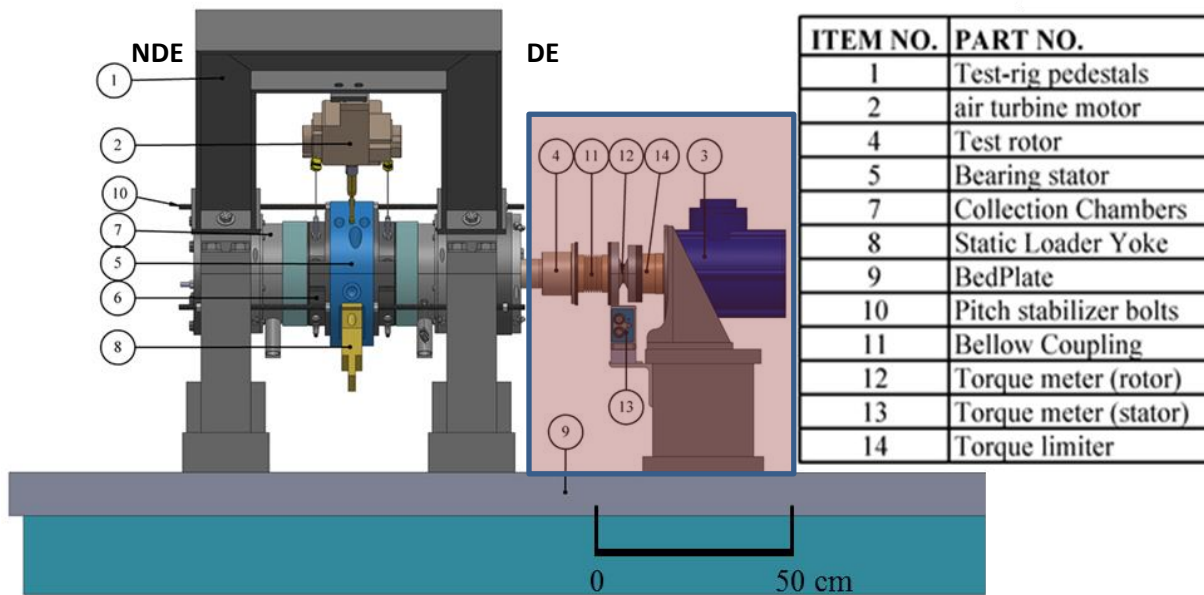 NDE
DE
1
2
10
7
5
6
8
4
11
12
14
3
13
9
0
50 cm
ITEM NO. PART NO.
1 Test-rig pedestals
2 air turbine motor
4 Test rotor
5 Bearing stator
7 Collection Chambers
8 Static Loader Yoke
9 BedPlate
10 Pitch stabilizer bolts
11 Bellow Coupling
12 Torque meter (rotor)
13 Torque meter (stator)
14 Torque limiter